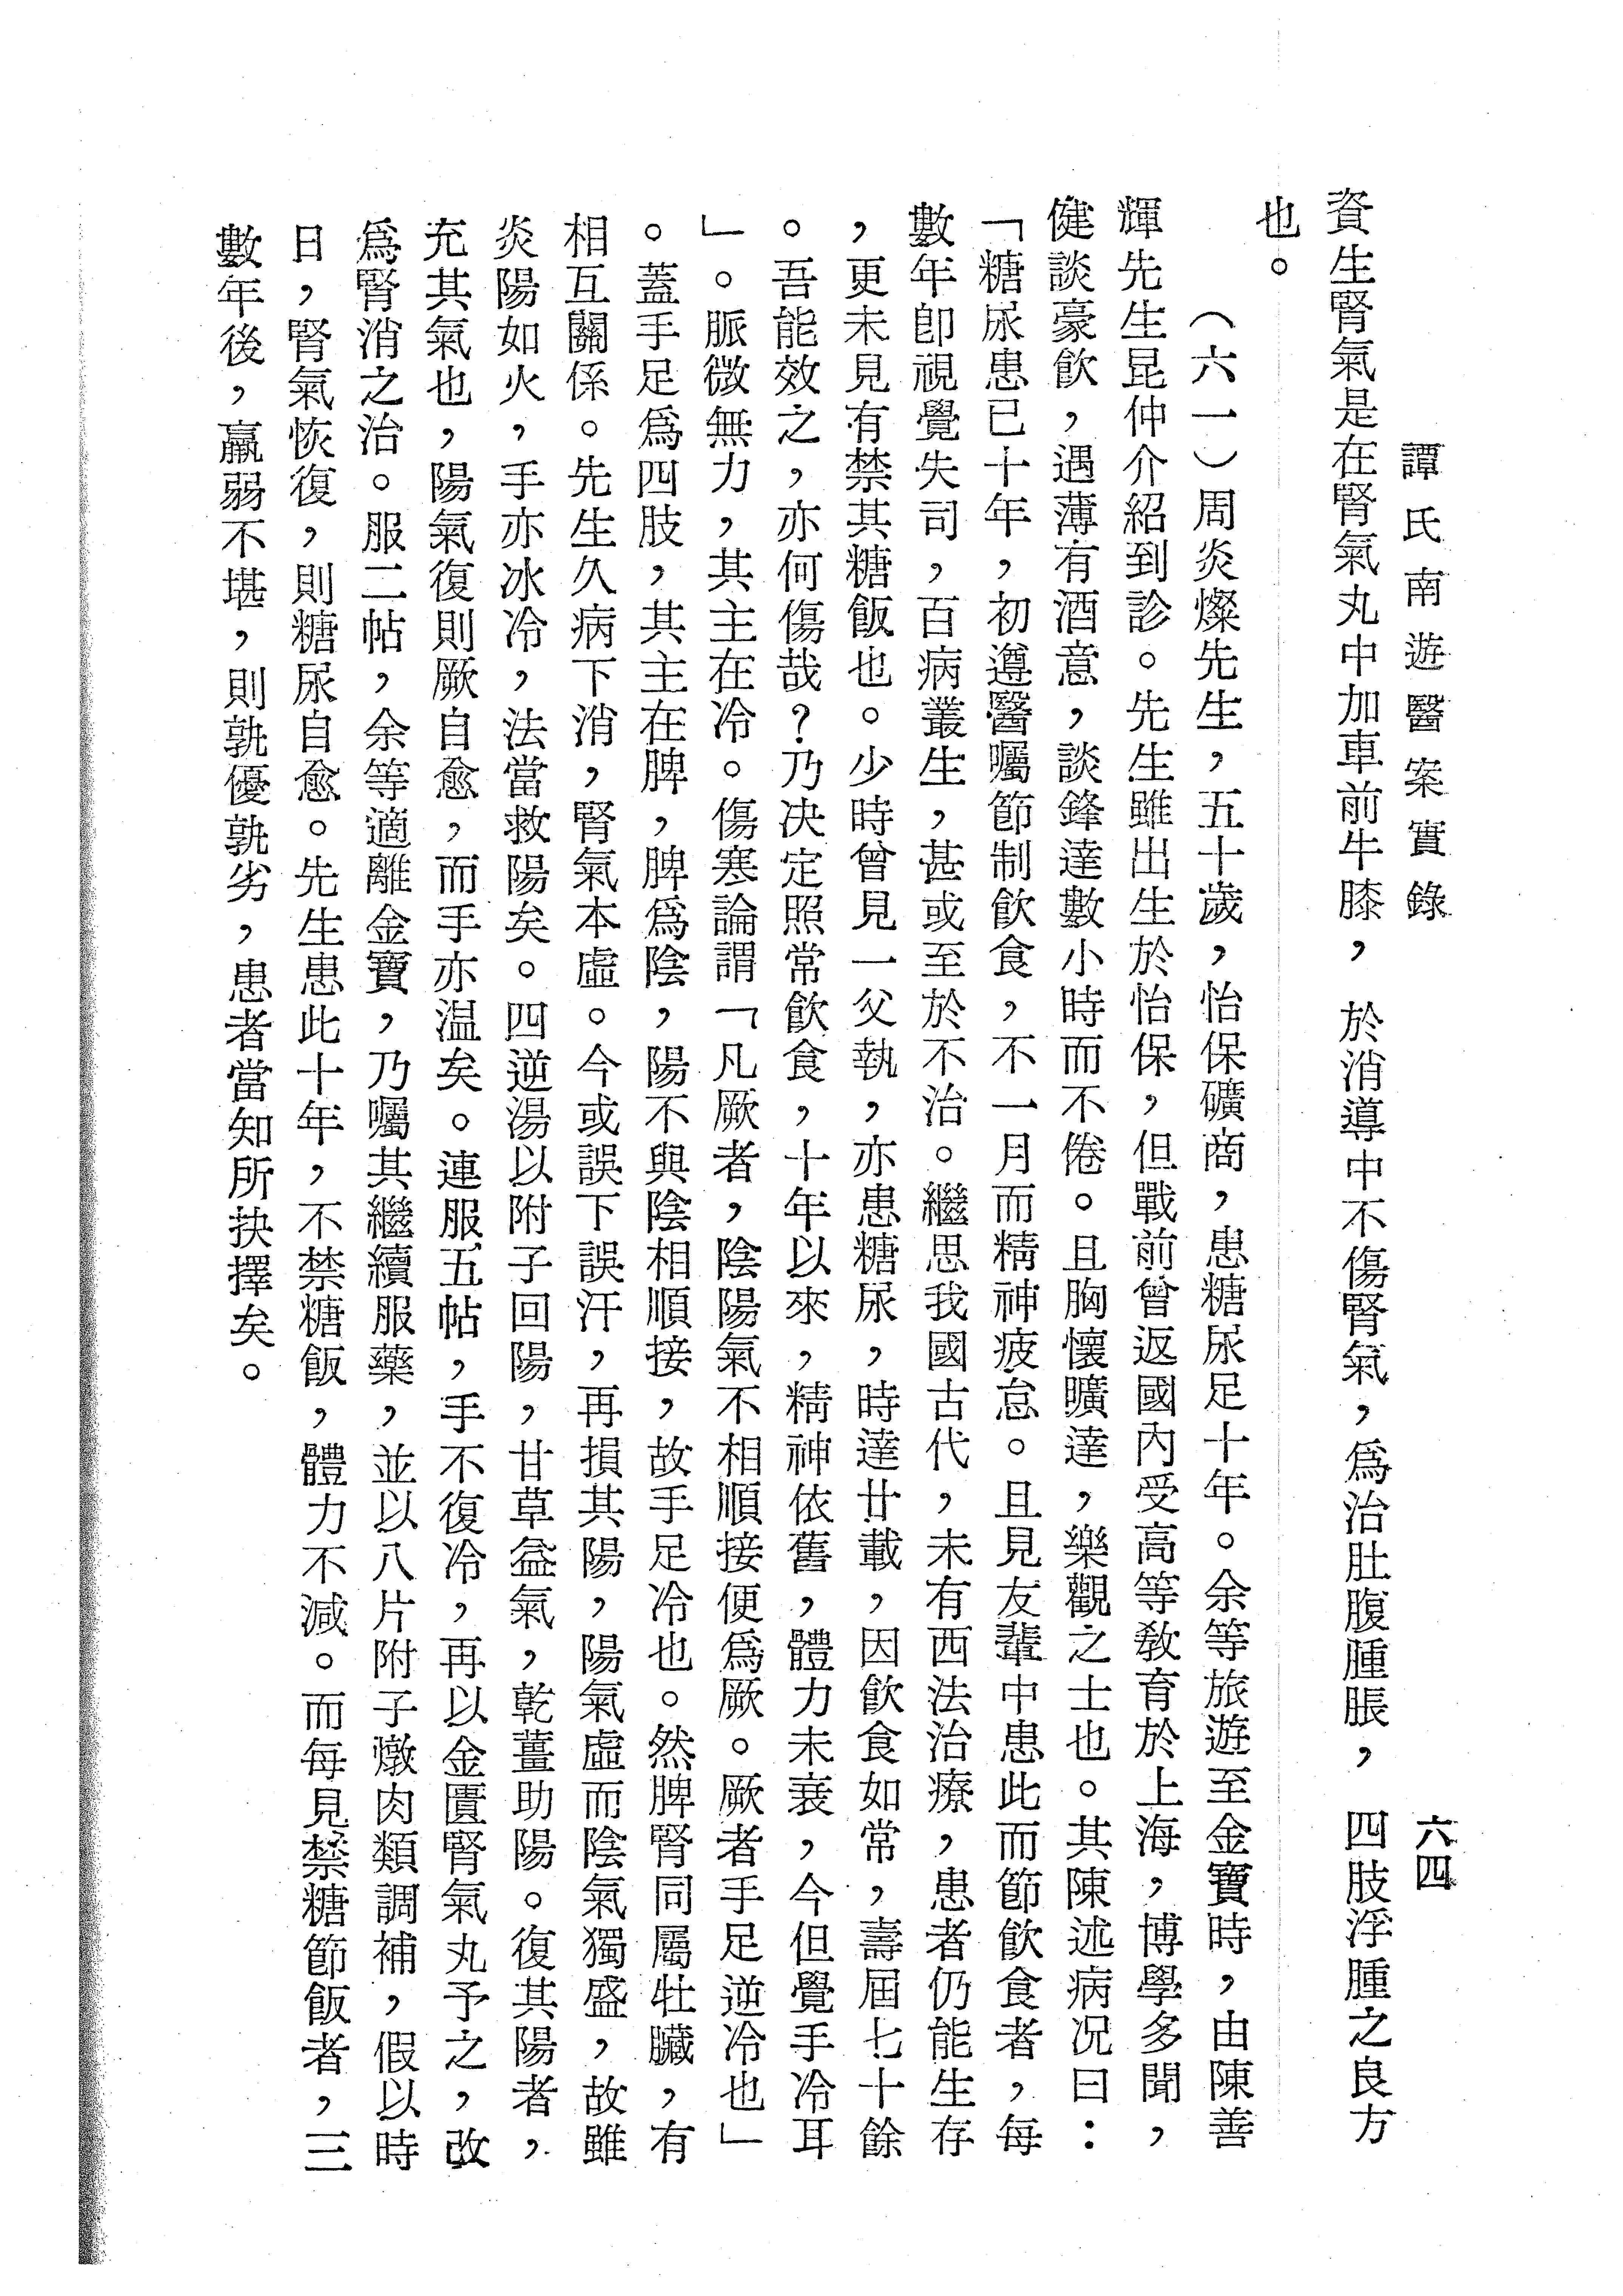 譚氏南遊醫案實錄
六四
資生腎氣是在腎氣丸中加車前牛膝，於消導中不傷腎氣，爲治肚腹腫脹，四肢浮腫之良方
也。
（六一）周炎燦先生，五十歲，怡保礦商，患糖尿足十年。余等旅遊至金寶時，由陳善
輝先生昆仲介紹到診。先生雖出生於怡保，但戰前曾返國內受高等敎育於上海，博學多聞，
健談豪飲，遇薄有酒意，談鋒達數小時而不倦。且胸懷曠達，樂觀之士也。其陳述病況曰：
「糖尿患已十年，初遵醫囑節制飲食，不一月而精神疲怠。且見友輩中患此而節飲食者，每
數年卽視覺失司，百病叢生，甚或至於不治。繼思我國古代，未有西法治療，患者仍能生存
，更未見有禁其糖飯也。少時曾見一父執，亦患糖尿，時達廿載，因飲食如常，壽屆七十餘
。吾能效之，亦何傷哉？乃決定照常飲食，十年以來，精神依舊，體力未衰，今但覺手冷耳
」。脈微無力，其主在冷。傷寒論謂「凡厥者，陰陽氣不相順接便爲厥。厥者手足逆冷也」
。蓋手足爲四肢，其主在脾，脾爲陰，陽不與陰相順接，故手足冷也。然脾腎同屬牡臟，有
相互關係。先生久病下消，腎氣本虛。今或誤下誤汗，再損其陽，陽氣虛而陰氣獨盛，故雖
炎陽如火，手亦冰冷，法當救陽矣。四逆湯以附子回陽，甘草益氣，乾薑助陽。復其陽者，
充其氣也，陽氣復則厥自愈，而手亦溫矣。連服五帖，手不復冷，再以金匱腎氣丸予之，改
爲腎消之治。服二帖，余等適離金寶，乃囑其繼續服藥，並以八片附子燉肉類調補，假以時
日，腎氣恢復，則糖尿自愈。先生患此十年，不禁糖飯，體力不減。而每見禁糖節飯者，三
數年後，羸弱不堪，則孰優孰劣，患者當知所抉擇矣。